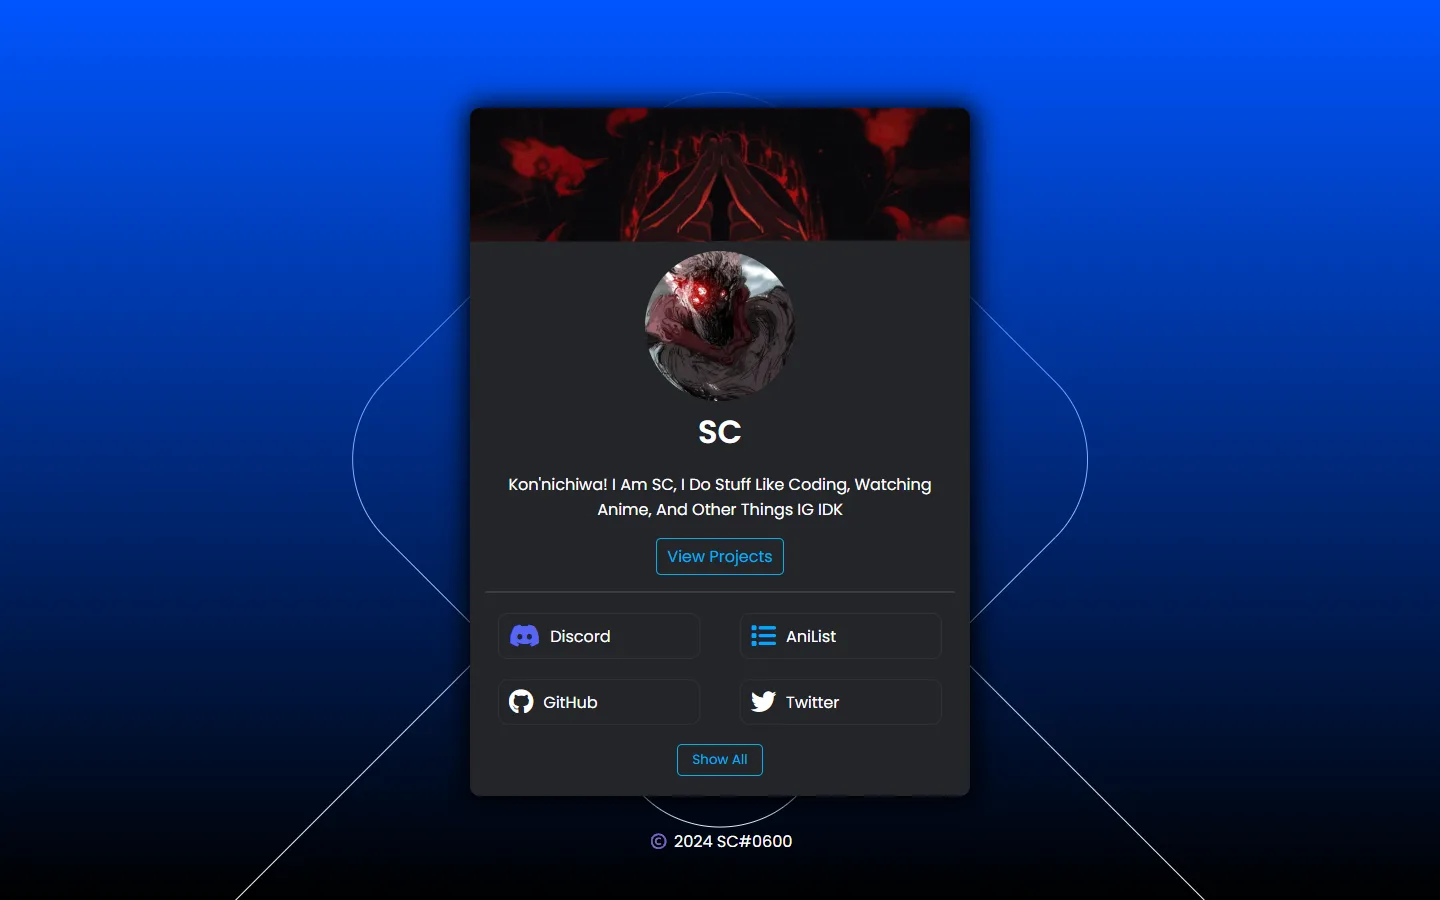 SC
Kon'nichiwa! I Am SC, I Do Stuff Like Coding, Watching
Anime, And Other Things IG IDK
View Projects
Discord
AniList
GitHub
Twitter
Show All
© 2024 SC#0600